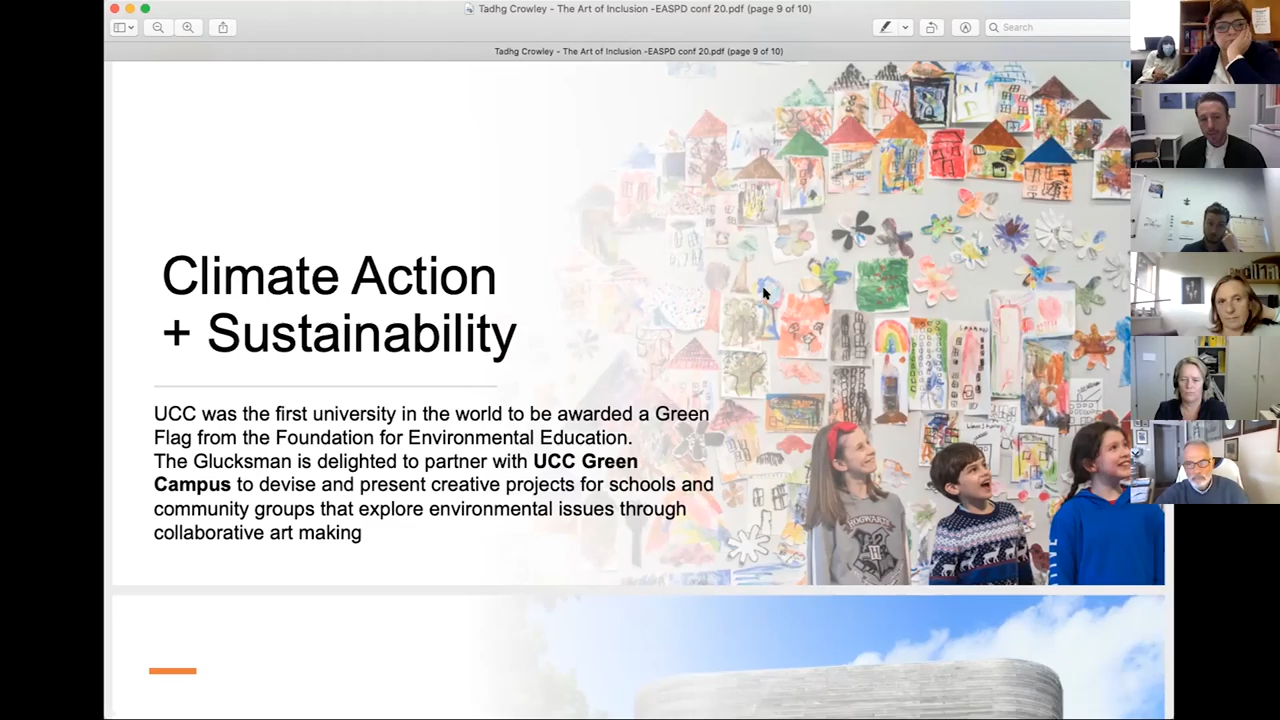 Tadhg Crowley - The Art of Inclusion -EASPD conf 20.pdf (page 9 of 10)
Search
Tadhg Crowley - The Art of Inclusion -EASPD conf 20.pdf (page 9 of 10)
Climate Action
+ Sustainability
UCC was the first university in the world to be awarded a Green
Flag from the Foundation for Environmental Education.
The Glucksman is delighted to partner with UCC Green
Campus to devise and present creative projects for schools and
community groups that explore environmental issues through
collaborative art making
HOGWARTS